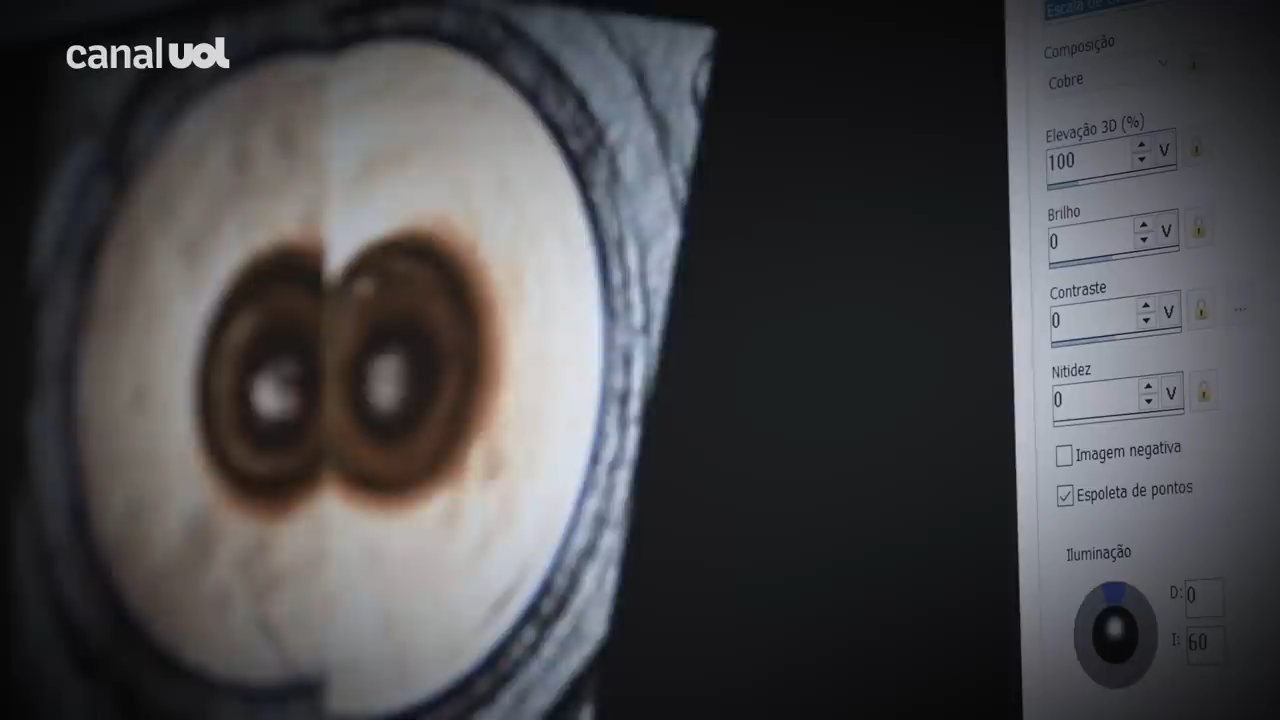 canal uol
Composição
Cobre
Elevação 3D (%)
100
V
Brilho
0
V
Contraste
0
V
...
Nitidez
0
V
Imagem negativa
Espoleta de pontos
Iluminação
D: 0
I: 60